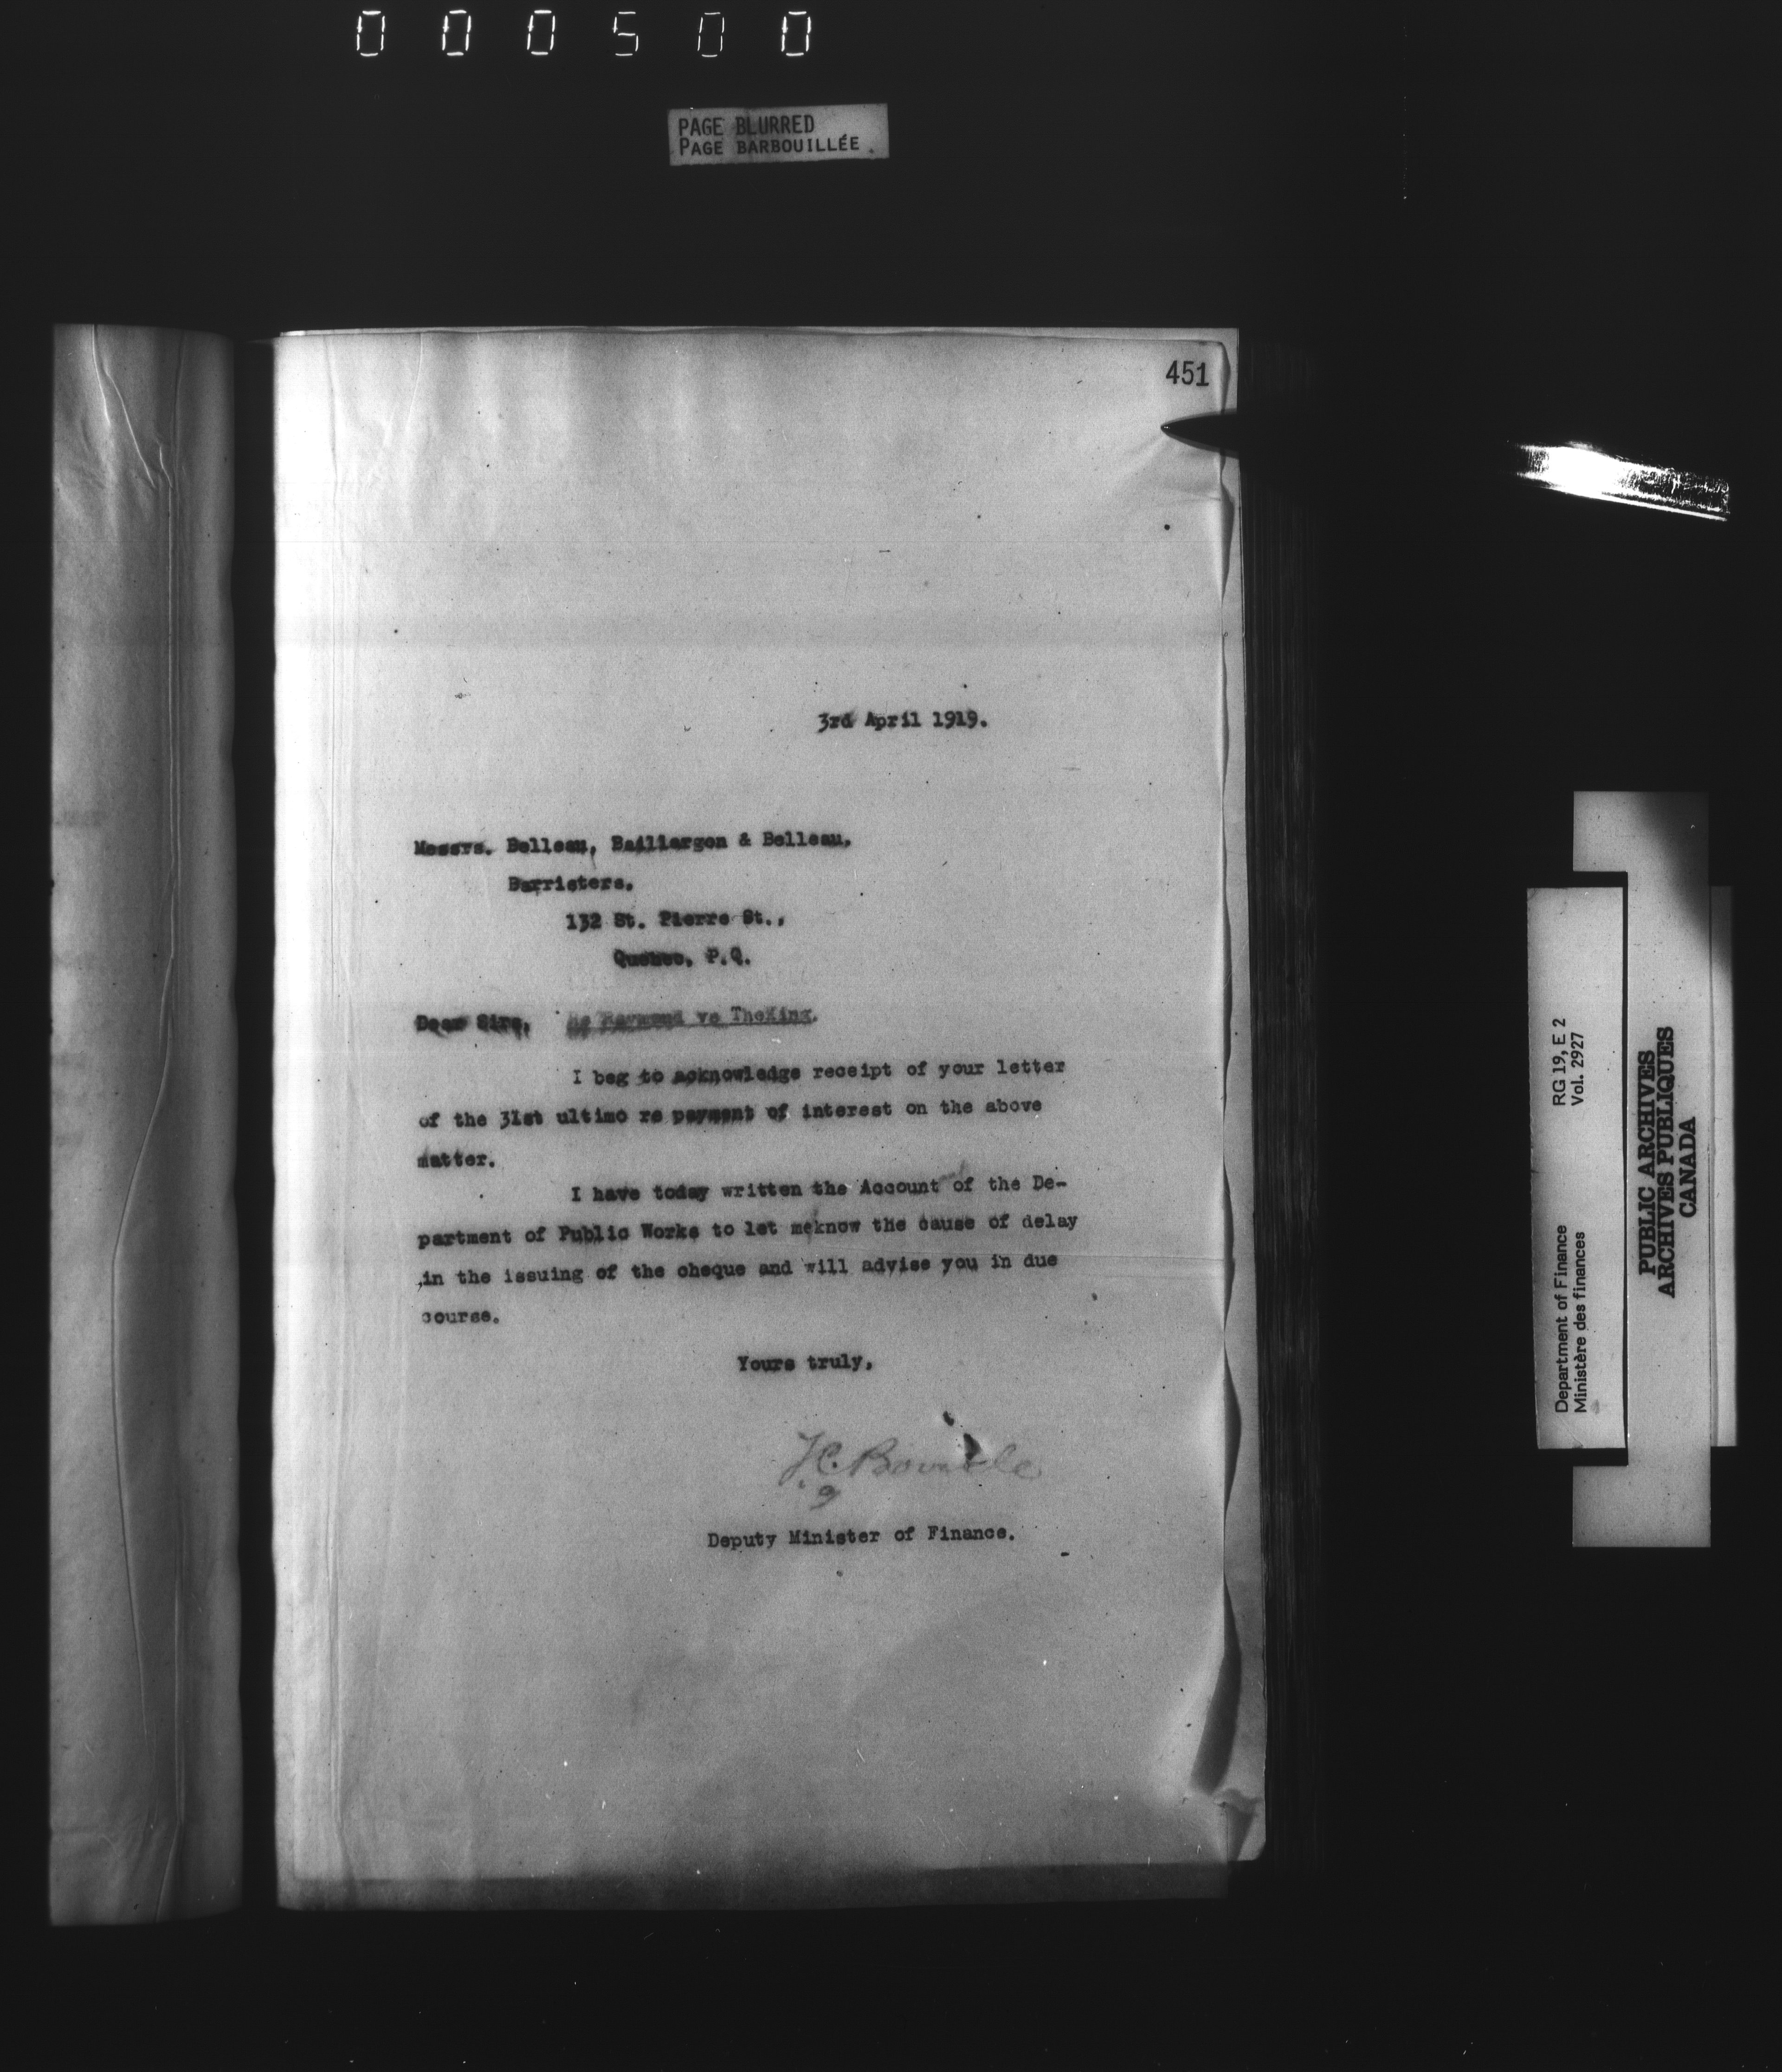 000500
PAGE BLURRED
PAGE BARBOUILLÉE.
451
3rd April 1919.
Messrs. Belleau, Bailiargon & Belleau,
Barristers,
132 St. Pierre St.,
Quebec, P.Q.
Dear Sirs, Re Raymond vs TheKing.
I beg to acknowledge receipt of your letter
of the 31st ultimo re payment of interest on the above
matter.
I have today written the Account of the De-
partment of Public Works to let meknow the cause of delay
in the issuing of the cheque and will advise you in due
course.
Yours truly,
Deputy Minister of Finance.
Department of Finance RG 19, E 2
Ministère des finances Vol. 2927
PUBLIC ARCHIVES
ARCHIVES PUBLIQUES
CANADA